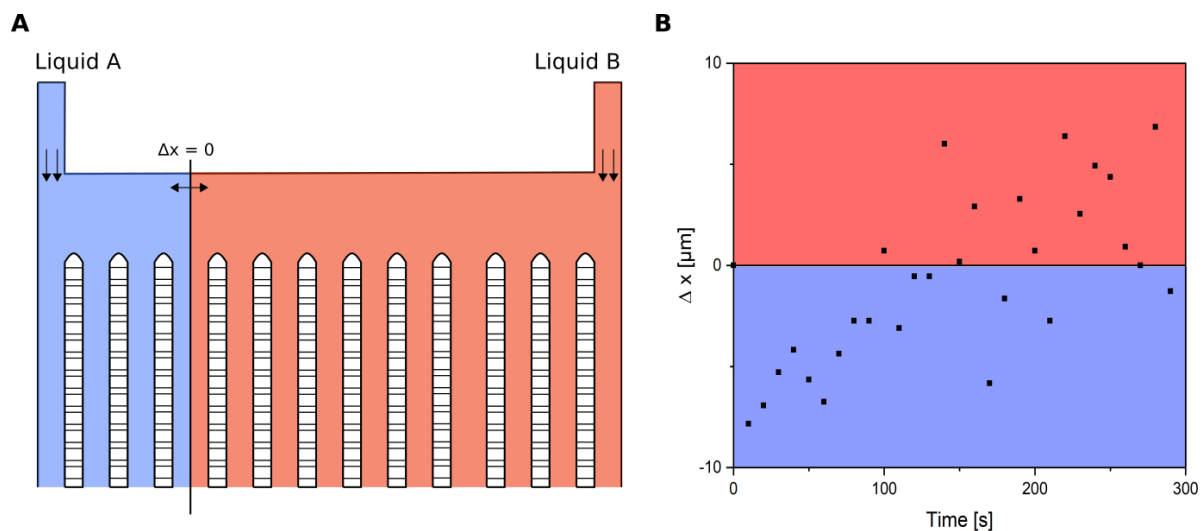 A
Liquid A
Liquid B
Δx = 0
B
10
0
-10
Δ x [µm]
0
100
200
300
Time [s]